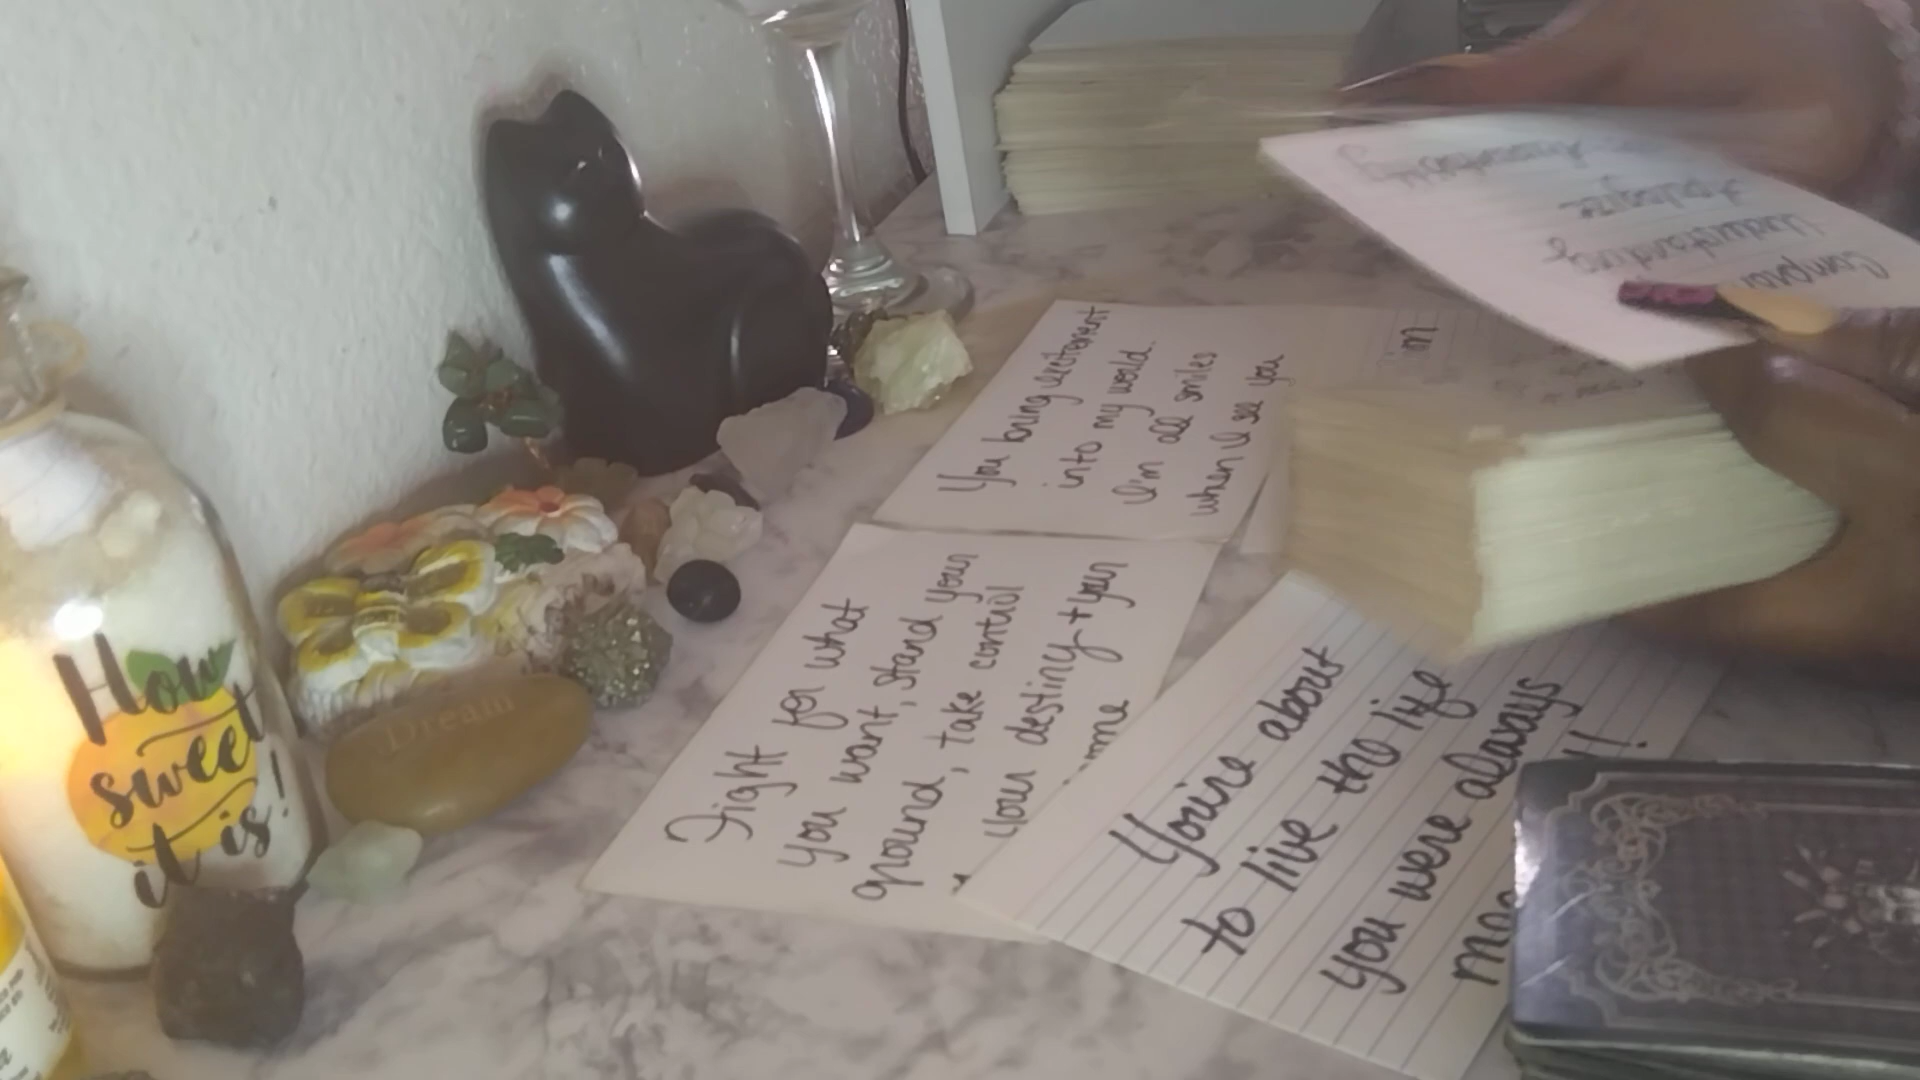 How
sweet
it is!
Dream
You bring excitement
into my world.
I'm all smiles
when I see you
Fight for what
you want, stand your
ground, take control
your destiny + your
You're about
to live the life
you were always
Understanding
Apologize